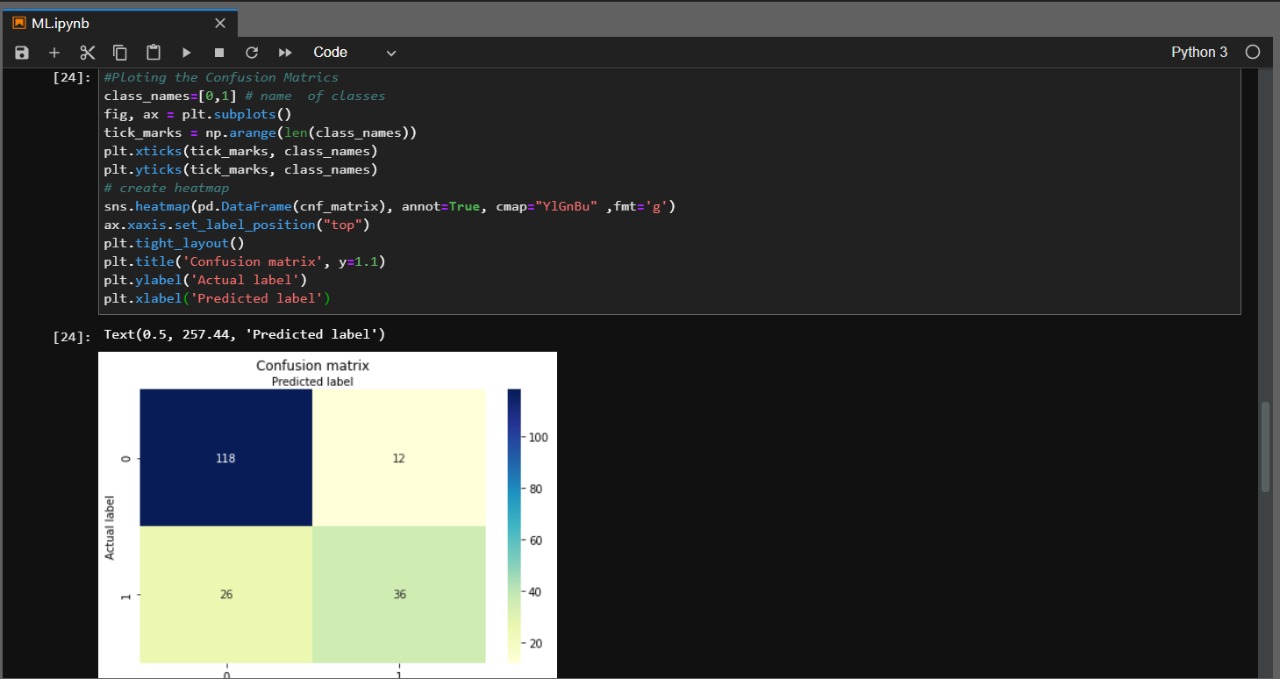 ML.ipynb
Code
Python 3
[24]:
#Ploting the Confusion Matrics
class_names=[0,1] # name  of classes
fig, ax = plt.subplots()
tick_marks = np.arange(len(class_names))
plt.xticks(tick_marks, class_names)
plt.yticks(tick_marks, class_names)
# create heatmap
sns.heatmap(pd.DataFrame(cnf_matrix), annot=True, cmap="YlGnBu" ,fmt='g')
ax.xaxis.set_label_position("top")
plt.tight_layout()
plt.title('Confusion matrix', y=1.1)
plt.ylabel('Actual label')
plt.xlabel('Predicted label')
[24]:
Text(0.5, 257.44, 'Predicted label')
Confusion matrix
Predicted label
100
0
118
12
80
Actual label
60
40
1
26
36
20
0
1